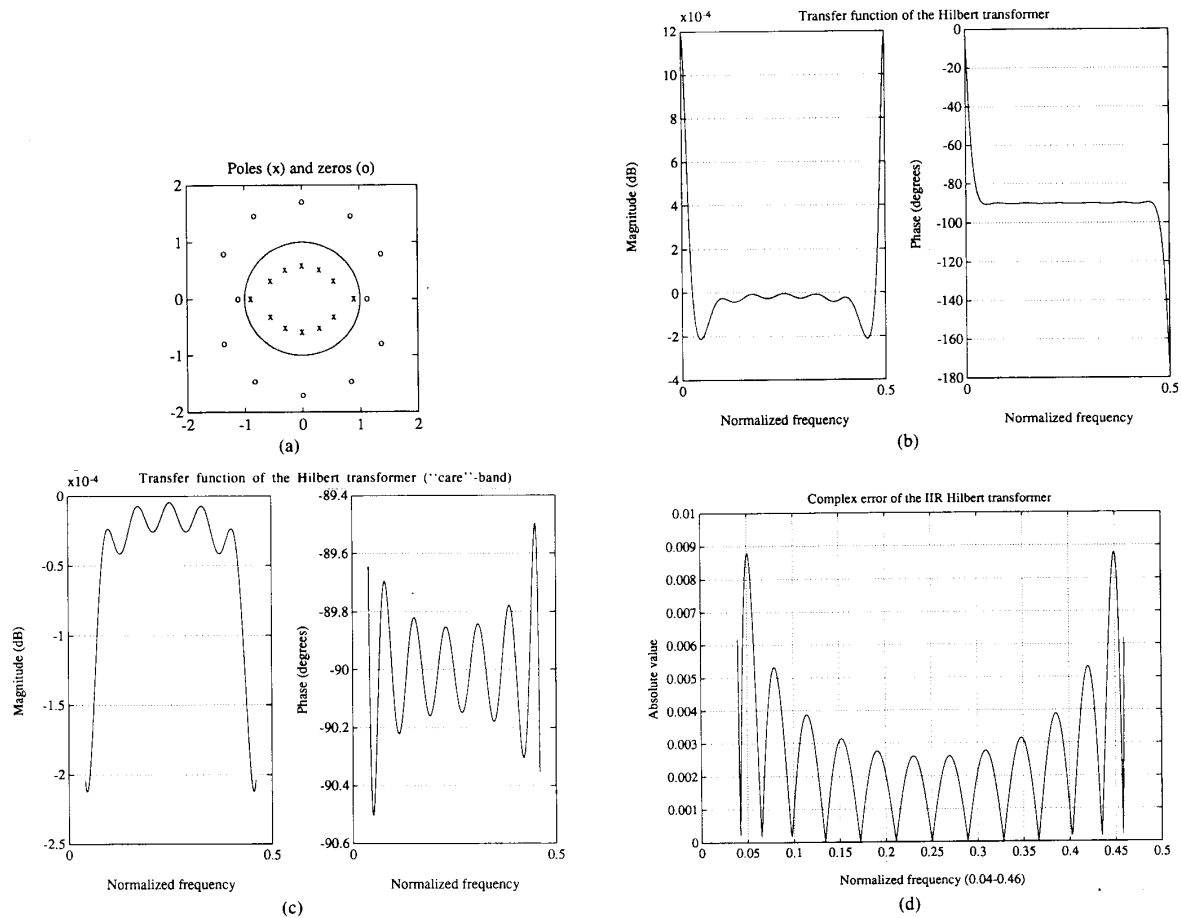 Transfer function of the Hilbert transformer
x10-4
12
10
8
6
4
2
0
-2
-4
0
0.5
Magnitude (dB)
Normalized frequency
0
-20
-40
-60
-80
-100
-120
-140
-160
-180
0
0.5
Phase (degrees)
Normalized frequency
(b)
Poles (x) and zeros (o)
2
1
0
-1
-2
-2
-1
0
1
2
(a)
Transfer function of the Hilbert transformer (``care''-band)
x10-4
0
-0.5
-1
-1.5
-2
-2.5
0
0.5
Magnitude (dB)
Normalized frequency
-89.4
-89.6
-89.8
-90
-90.2
-90.4
-90.6
0
0.5
Phase (degrees)
Normalized frequency
(c)
Complex error of the IIR Hilbert transformer
0.01
0.009
0.008
0.007
0.006
0.005
0.004
0.003
0.002
0.001
0
0 0.05 0.1 0.15 0.2 0.25 0.3 0.35 0.4 0.45 0.5
Absolute value
Normalized frequency (0.04-0.46)
(d)